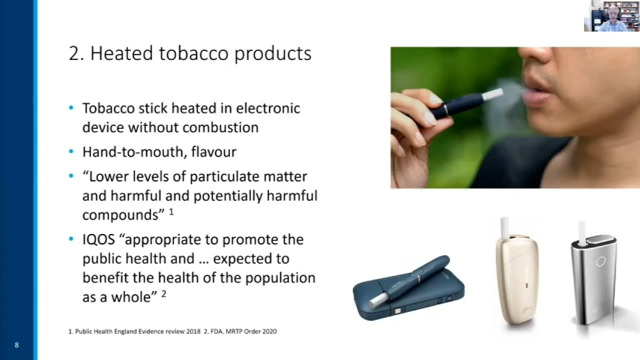 2. Heated tobacco products
• Tobacco stick heated in electronic
device without combustion
• Hand-to-mouth, flavour
• “Lower levels of particulate matter
and harmful and potentially harmful
compounds” 1
• IQOS “appropriate to promote the
public health and … expected to
benefit the health of the population
as a whole” 2
1. Public Health England Evidence review 2018 2. FDA. MRTP Order 2020
8